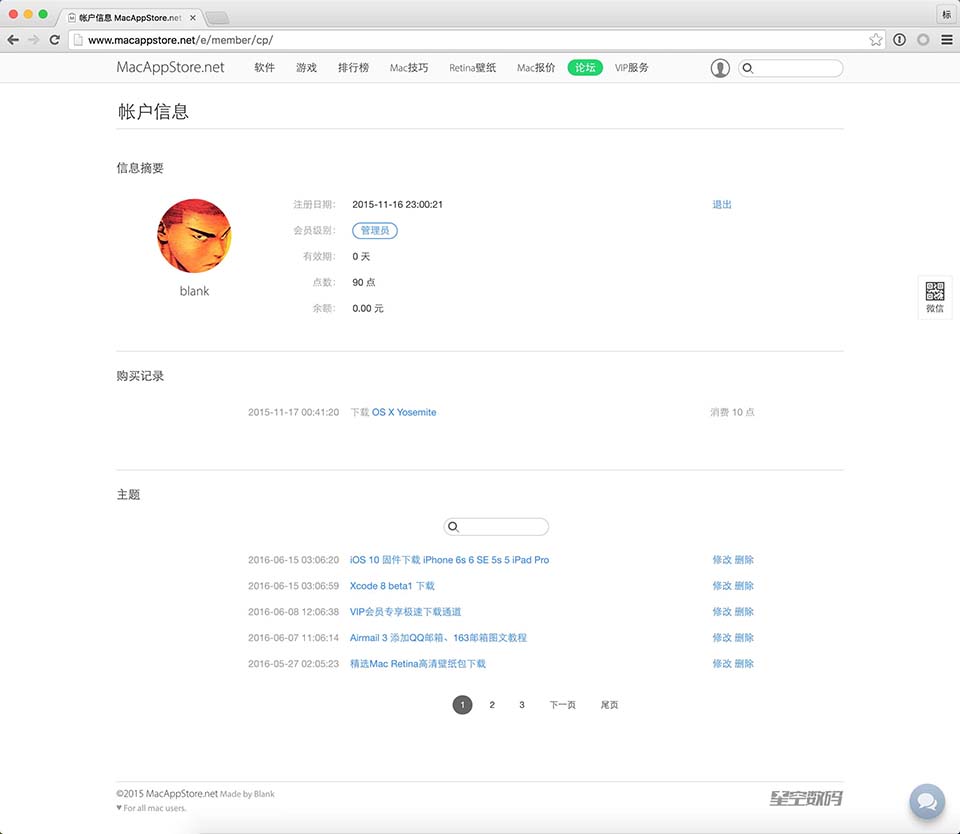 帐户信息 MacAppStore.net
标
www.macappstore.net/e/member/cp/
MacAppStore.net 软件 游戏 排行榜 Mac技巧 Retina壁纸 Mac报价 论坛 VIP服务
帐户信息
信息摘要
注册日期: 2015-11-16 23:00:21 退出
会员级别: 管理员
有效期: 0 天
点数: 90 点
余额: 0.00 元
blank
微信
购买记录
2015-11-17 00:41:20 下载 OS X Yosemite 消费 10 点
主题
2016-06-15 03:06:20 iOS 10 固件下载 iPhone 6s 6 SE 5s 5 iPad Pro 修改 删除
2016-06-15 03:06:59 Xcode 8 beta1 下载 修改 删除
2016-06-08 12:06:38 VIP会员专享极速下载通道 修改 删除
2016-06-07 11:06:14 Airmail 3 添加QQ邮箱、163邮箱图文教程 修改 删除
2016-05-27 02:05:23 精选Mac Retina高清壁纸包下载 修改 删除
1 2 3 下一页 尾页
©2015 MacAppStore.net Made by Blank
♥ For all mac users.
星空数码